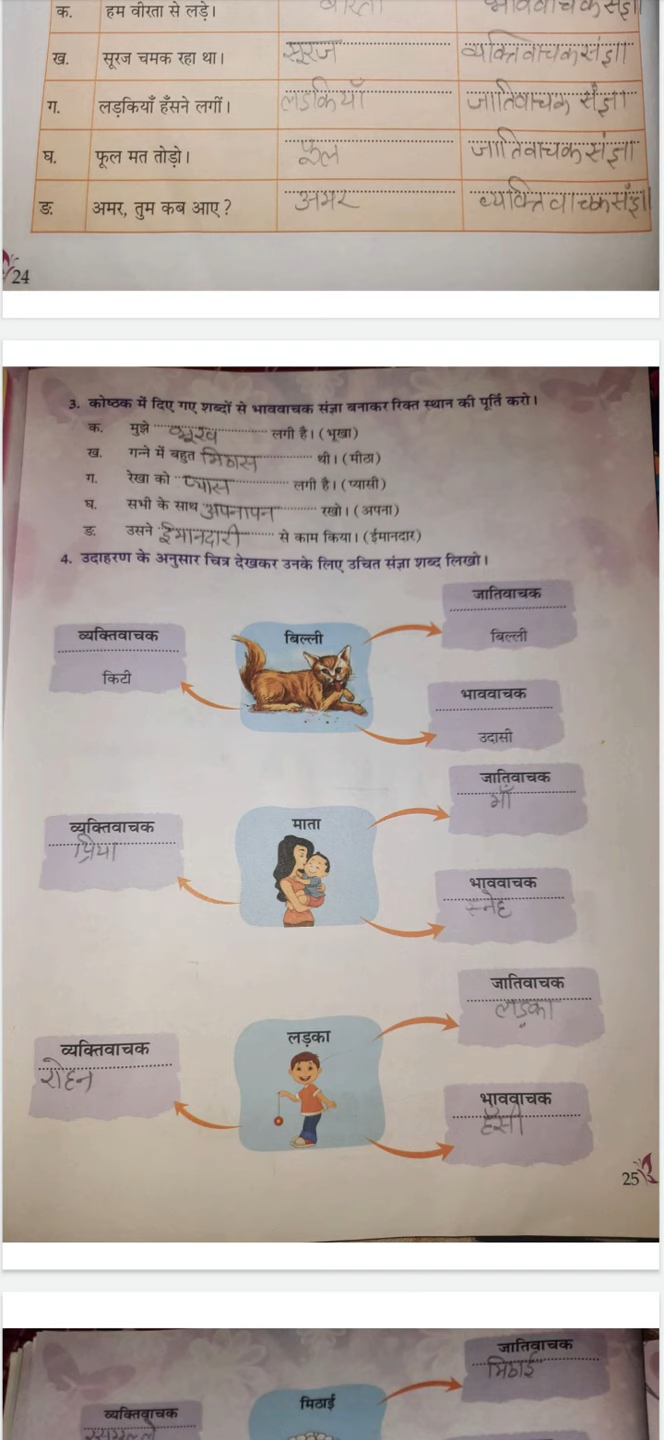 क. हम वीरता से लड़े। वीरता भाववाचक संज्ञा
ख. सूरज चमक रहा था। सूरज व्यक्तिवाचक संज्ञा
ग. लड़कियाँ हँसने लगीं। लडकियाँ जातिवाचक संज्ञा
घ. फूल मत तोड़ो। फूल जातिवाचक संज्ञा
ङ. अमर, तुम कब आए? अमर व्यक्तिवाचक संज्ञा
24
3. कोष्ठक में दिए गए शब्दों से भाववाचक संज्ञा बनाकर रिक्त स्थान की पूर्ति करो।
क. मुझे भूख लगी है। (भूखा)
ख. गन्ने में बहुत मिठास थी। (मीठा)
ग. रेखा को प्यास लगी है। (प्यासी)
घ. सभी के साथ अपनापन रखो। (अपना)
ङ. उसने ईमानदारी से काम किया। (ईमानदार)
4. उदाहरण के अनुसार चित्र देखकर उनके लिए उचित संज्ञा शब्द लिखो।
जातिवाचक
बिल्ली
व्यक्तिवाचक
किटी
बिल्ली
भाववाचक
उदासी
जातिवाचक
माँ
व्यक्तिवाचक
प्रिया
माता
भाववाचक
स्नेह
जातिवाचक
लड़का
व्यक्तिवाचक
रोहन
लड़का
भाववाचक
हँसी
25
जातिवाचक
मिठाई
मिठाई
व्यक्तिवाचक